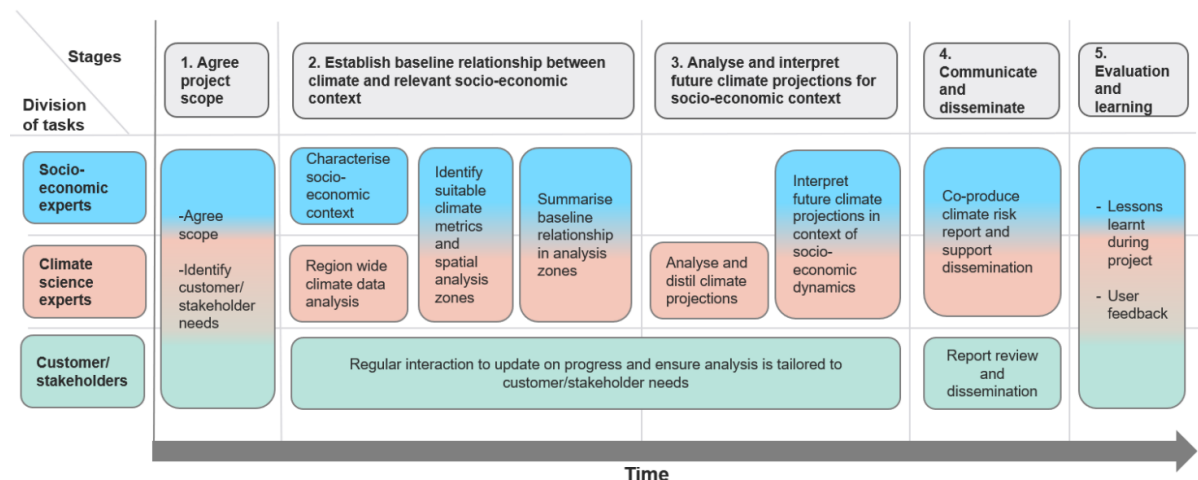 Stages
Division
of tasks
1. Agree
project
scope
2. Establish baseline relationship between
climate and relevant socio-economic
context
3. Analyse and interpret
future climate projections for
socio-economic context
4.
Communicate
and
disseminate
5.
Evaluation
and
learning
Socio-
economic
experts
Climate
science
experts
Customer/
stakeholders
-Agree
scope
-Identify
customer/
stakeholder
needs
Characterise
socio-
economic
context
Region wide
climate data
analysis
Identify
suitable
climate
metrics
and
spatial
analysis
zones
Summarise
baseline
relationship
in analysis
zones
Analyse and
distil climate
projections
Interpret
future climate
projections in
context of
socio-
economic
dynamics
Regular interaction to update on progress and ensure analysis is tailored to
customer/stakeholder needs
Co-produce
climate risk
report and
support
dissemination
Report review
and
dissemination
- Lessons
learnt
during
project
- User
feedback
Time